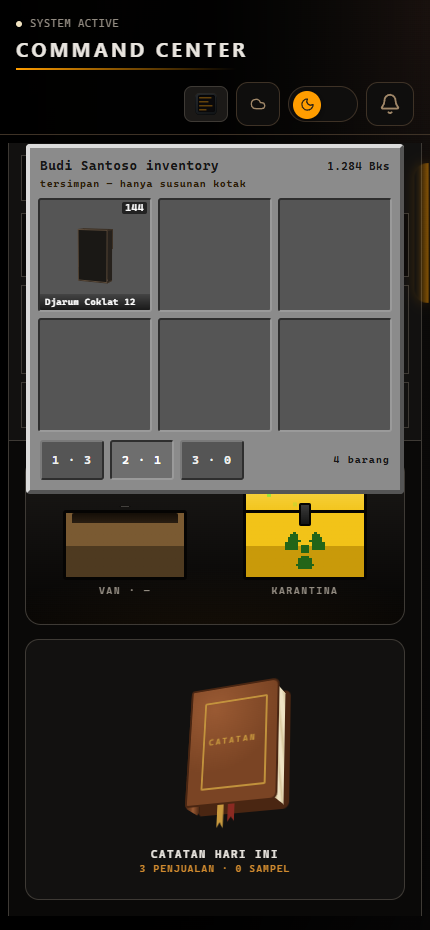 SYSTEM ACTIVE
COMMAND CENTER
Budi Santoso inventory
1.284 Bks
tersimpan — hanya susunan kotak
144
Djarum Coklat 12
1 · 3
2 · 1
3 · 0
4 barang
VAN · —
KARANTINA
CATATAN
CATATAN HARI INI
3 PENJUALAN · 0 SAMPEL